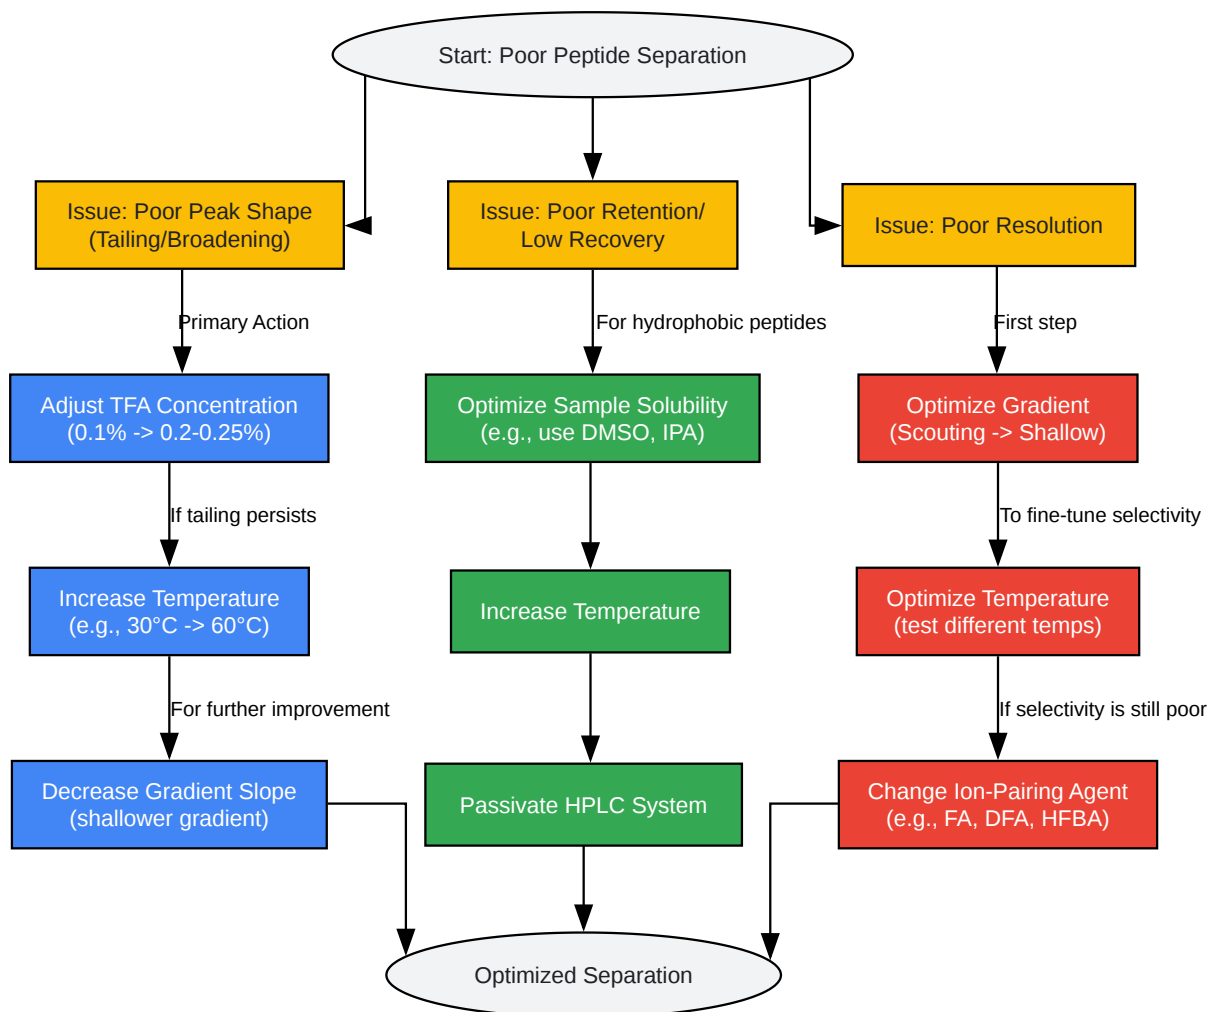 Start: Poor Peptide Separation
Issue: Poor Peak Shape
(Tailing/Broadening)
Issue: Poor Retention/
Low Recovery
Issue: Poor Resolution
Primary Action
For hydrophobic peptides
First step
Adjust TFA Concentration
(0.1% -> 0.2-0.25%)
Optimize Sample Solubility
(e.g., use DMSO, IPA)
Optimize Gradient
(Scouting -> Shallow)
If tailing persists
To fine-tune selectivity
Increase Temperature
(e.g., 30°C -> 60°C)
Increase Temperature
Optimize Temperature
(test different temps)
For further improvement
If selectivity is still poor
Decrease Gradient Slope
(shallower gradient)
Passivate HPLC System
Change Ion-Pairing Agent
(e.g., FA, DFA, HFBA)
Optimized Separation